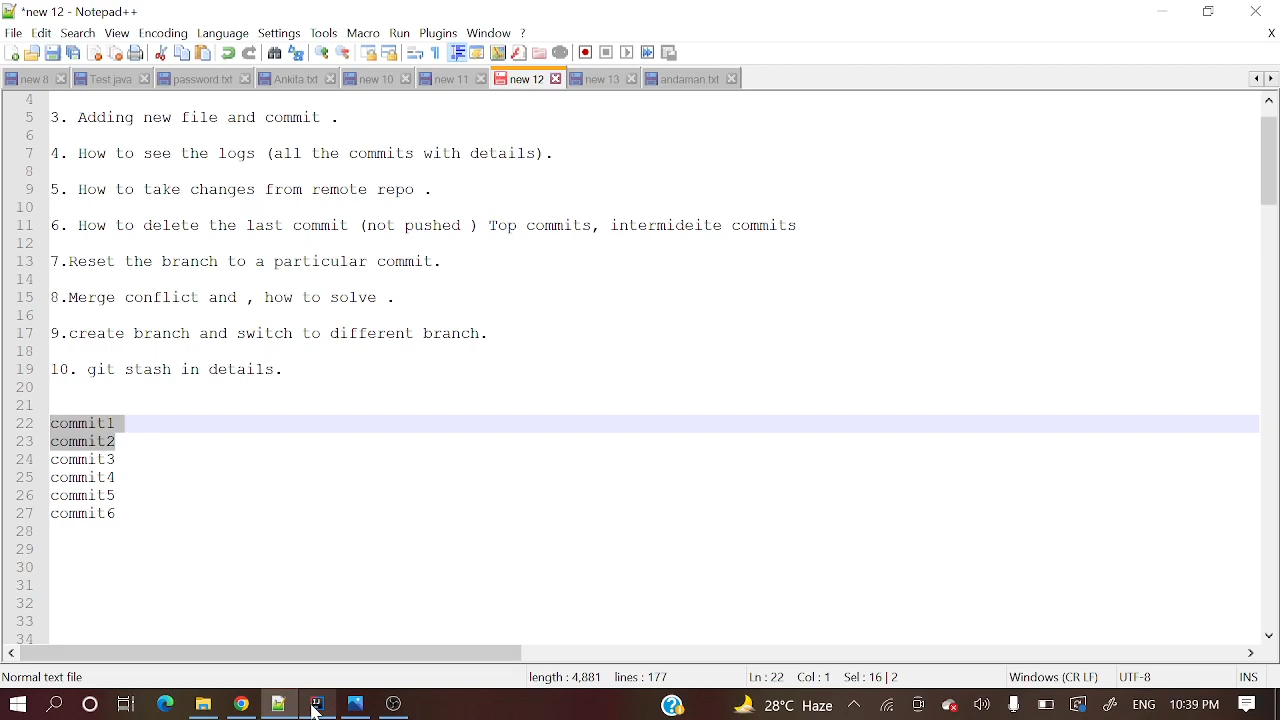 *new 12 - Notepad++
File Edit Search View Encoding Language Settings Tools Macro Run Plugins Window ? X
new 8 Test java password.txt Ankita.txt new 10 new 11 new 12 new 13 andaman.txt
4
5 3. Adding new file and commit .
6
7 4. How to see the logs (all the commits with details).
8
9 5. How to take changes from remote repo .
10
11 6. How to delete the last commit (not pushed ) Top commits, intermideite commits
12
13 7.Reset the branch to a particular commit.
14
15 8.Merge conflict and , how to solve .
16
17 9.create branch and switch to different branch.
18
19 10. git stash in details.
20
21
22 commit1
23 commit2
24 commit3
25 commit4
26 commit5
27 commit6
28
29
30
31
32
33
34
Normal text file length : 4,881 lines : 177 Ln : 22 Col : 1 Sel : 16 | 2 Windows (CR LF) UTF-8 INS
28°C Haze ENG 10:39 PM